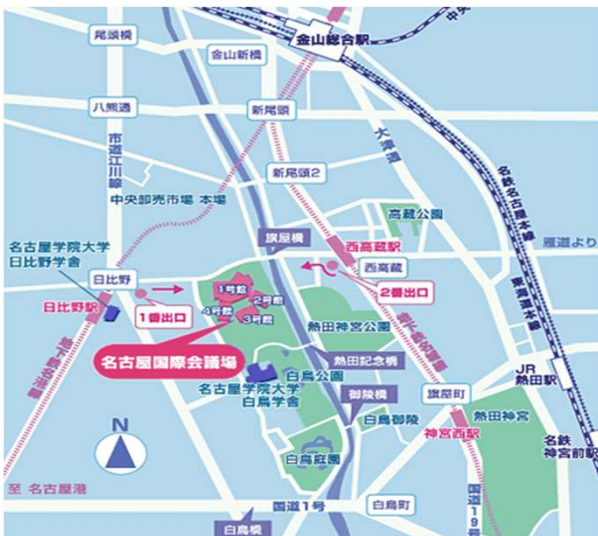 尾頭橋
金山総合駅
金山新橋
八熊通
新尾頭
市道江川線
大津通
新尾頭2
中央卸売市場 本場
名鉄名古屋本線
東海道本線
高蔵公園
名古屋学院大学
日比野学舎
旗屋橋
西高蔵駅
雁道より
日比野
西高蔵
1号館
2号館
4号館
3号館
日比野駅
1番出口
2番出口
熱田神宮公園
名古屋国際会議場
熱田記念橋
JR
熱田駅
白鳥公園
名古屋学院大学
白鳥学舎
御陵橋
旗屋町
白鳥御陵
熱田神宮
神宮西駅
N
名鉄
神宮前駅
白鳥庭園
至 名古屋港
国道1号
白鳥町
白鳥橋